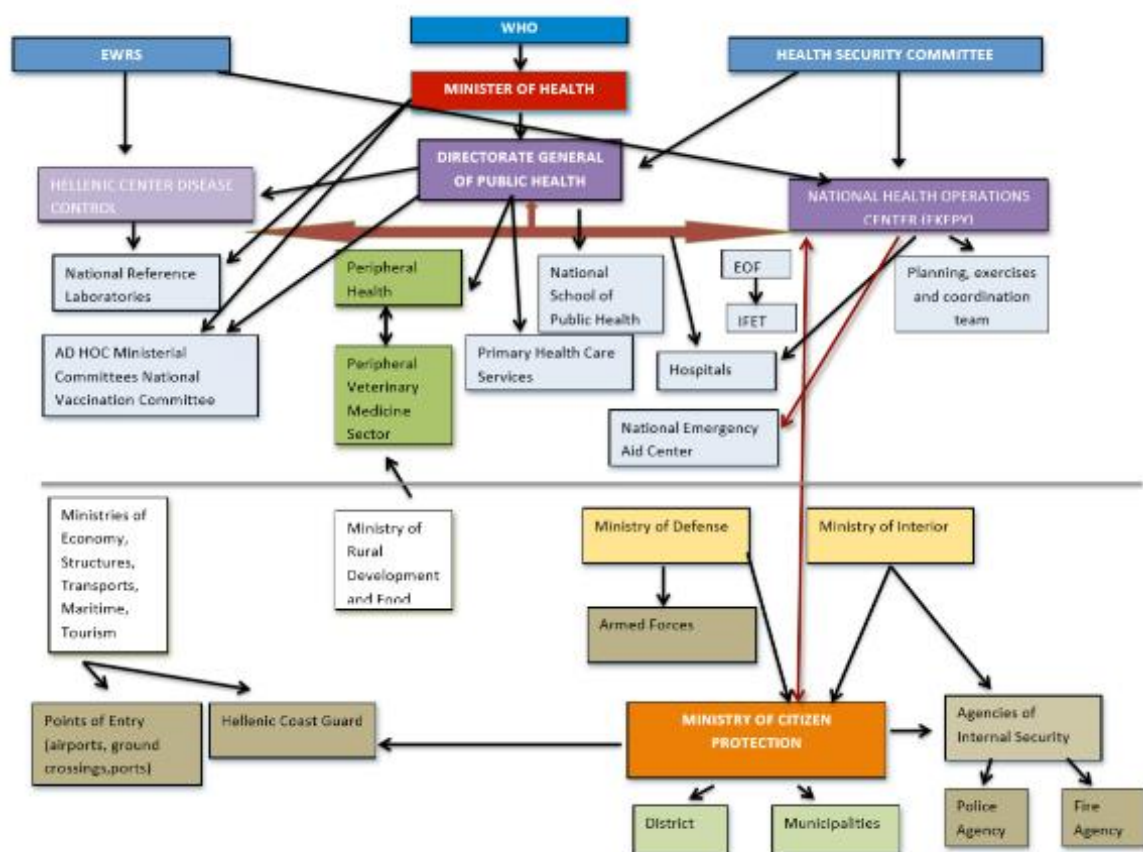 WHO
EWRS
HEALTH SECURITY COMMITTEE
MINISTER OF HEALTH
DIRECTORATE GENERAL
OF PUBLIC HEALTH
HELLENIC CENTER DISEASE
CONTROL
NATIONAL HEALTH OPERATIONS
CENTER (EKEPY)
National Reference
Laboratories
Peripheral
Health
National
School of
Public Health
EOF
IFET
Planning, exercises
and coordination
team
AD HOC Ministerial
Committees National
Vaccination Committee
Peripheral
Veterinary
Medicine
Sector
Primary Health Care
Services
Hospitals
National Emergency
Aid Center
Ministries of
Economy,
Structures,
Transports,
Maritime,
Tourism
Ministry of
Rural
Development
and Food
Ministry of Defense
Ministry of Interior
Armed Forces
Points of Entry
(airports, ground
crossings,ports)
Hellenic Coast Guard
MINISTRY OF CITIZEN
PROTECTION
Agencies of
Internal Security
District
Municipalities
Police
Agency
Fire
Agency